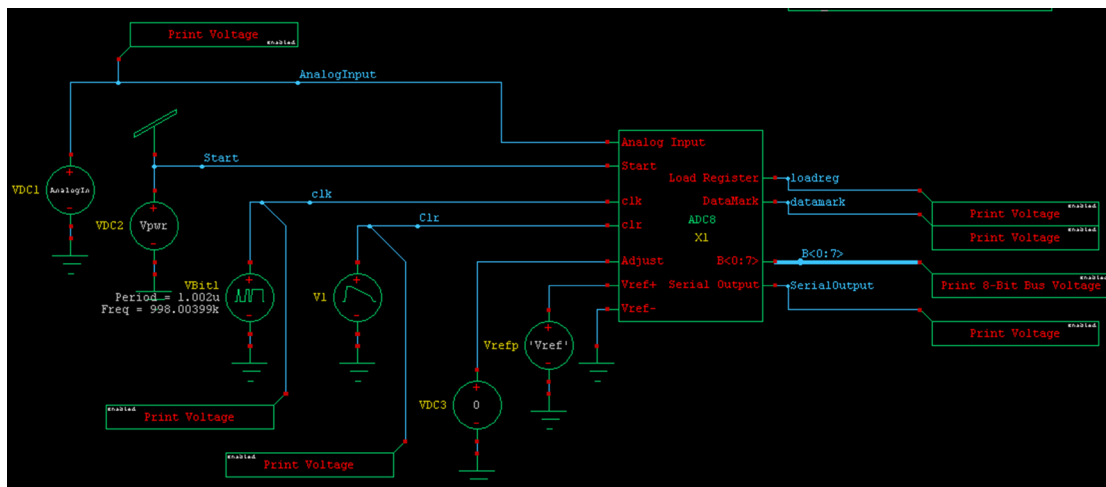 Print Voltage
Enabled
AnalogInput
Analog Input
Start
Start
VDC1
AnalogIn
Load Register
loadreg
clk
clk
DataMark
datamark
Enabled
Print Voltage
VDC2
Vpwr
Clr
clr
ADC8
X1
Enabled
Print Voltage
Adjust
B<0:7>
B<0:7>
VBit1
Period = 1.002u
Freq = 998.00399k
V1
Vref+
Serial Output
SerialOutput
Enabled
Print 8-Bit Bus Voltage
Vref-
Enabled
Print Voltage
Vrefp
'Vref'
VDC3
0
Enabled
Print Voltage
Enabled
Print Voltage